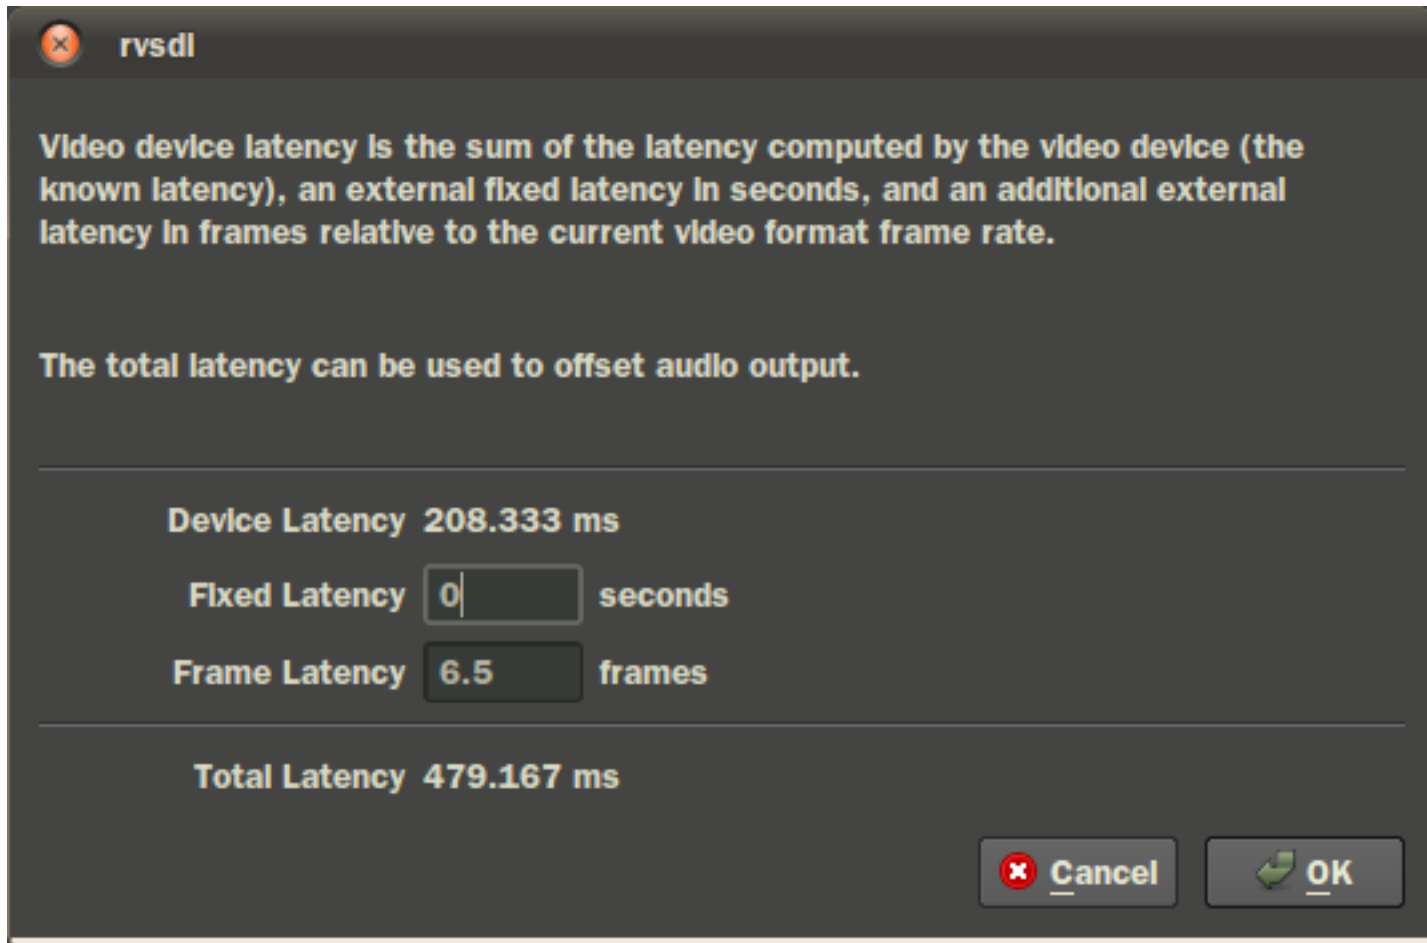 rvsdi
Video device latency is the sum of the latency computed by the video device (the
known latency), an external fixed latency in seconds, and an additional external
latency in frames relative to the current video format frame rate.
The total latency can be used to offset audio output.
Device Latency 208.333 ms
Fixed Latency 0 seconds
Frame Latency 6.5 frames
Total Latency 479.167 ms
Cancel OK